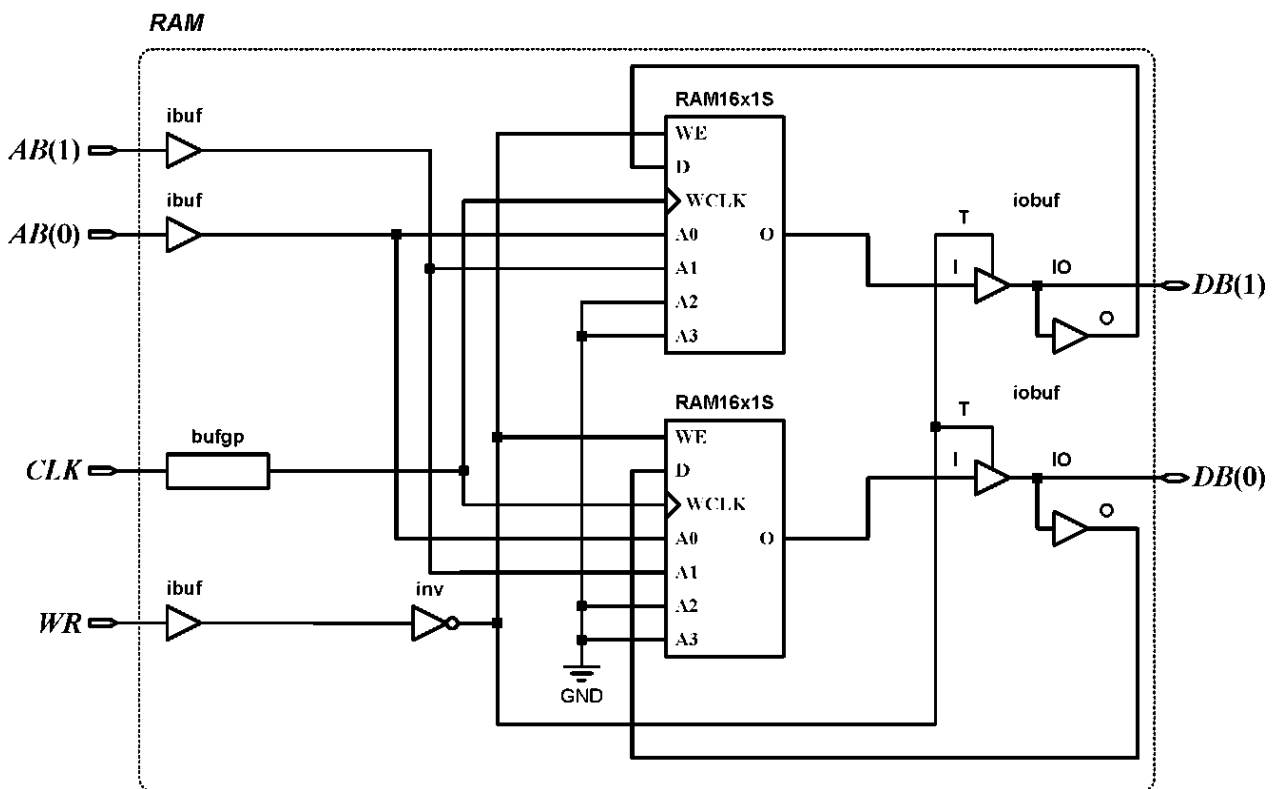 RAM
ibuf
RAM16x1S
AB(1)
WE
D
ibuf
WCLK
iobuf
AB(0)
A0
O
T
A1
I
IO
DB(1)
A2
O
A3
RAM16x1S
iobuf
T
bufgp
WE
CLK
D
I
IO
DB(0)
WCLK
O
A0
O
ibuf
inv
A1
A2
WR
A3
GND